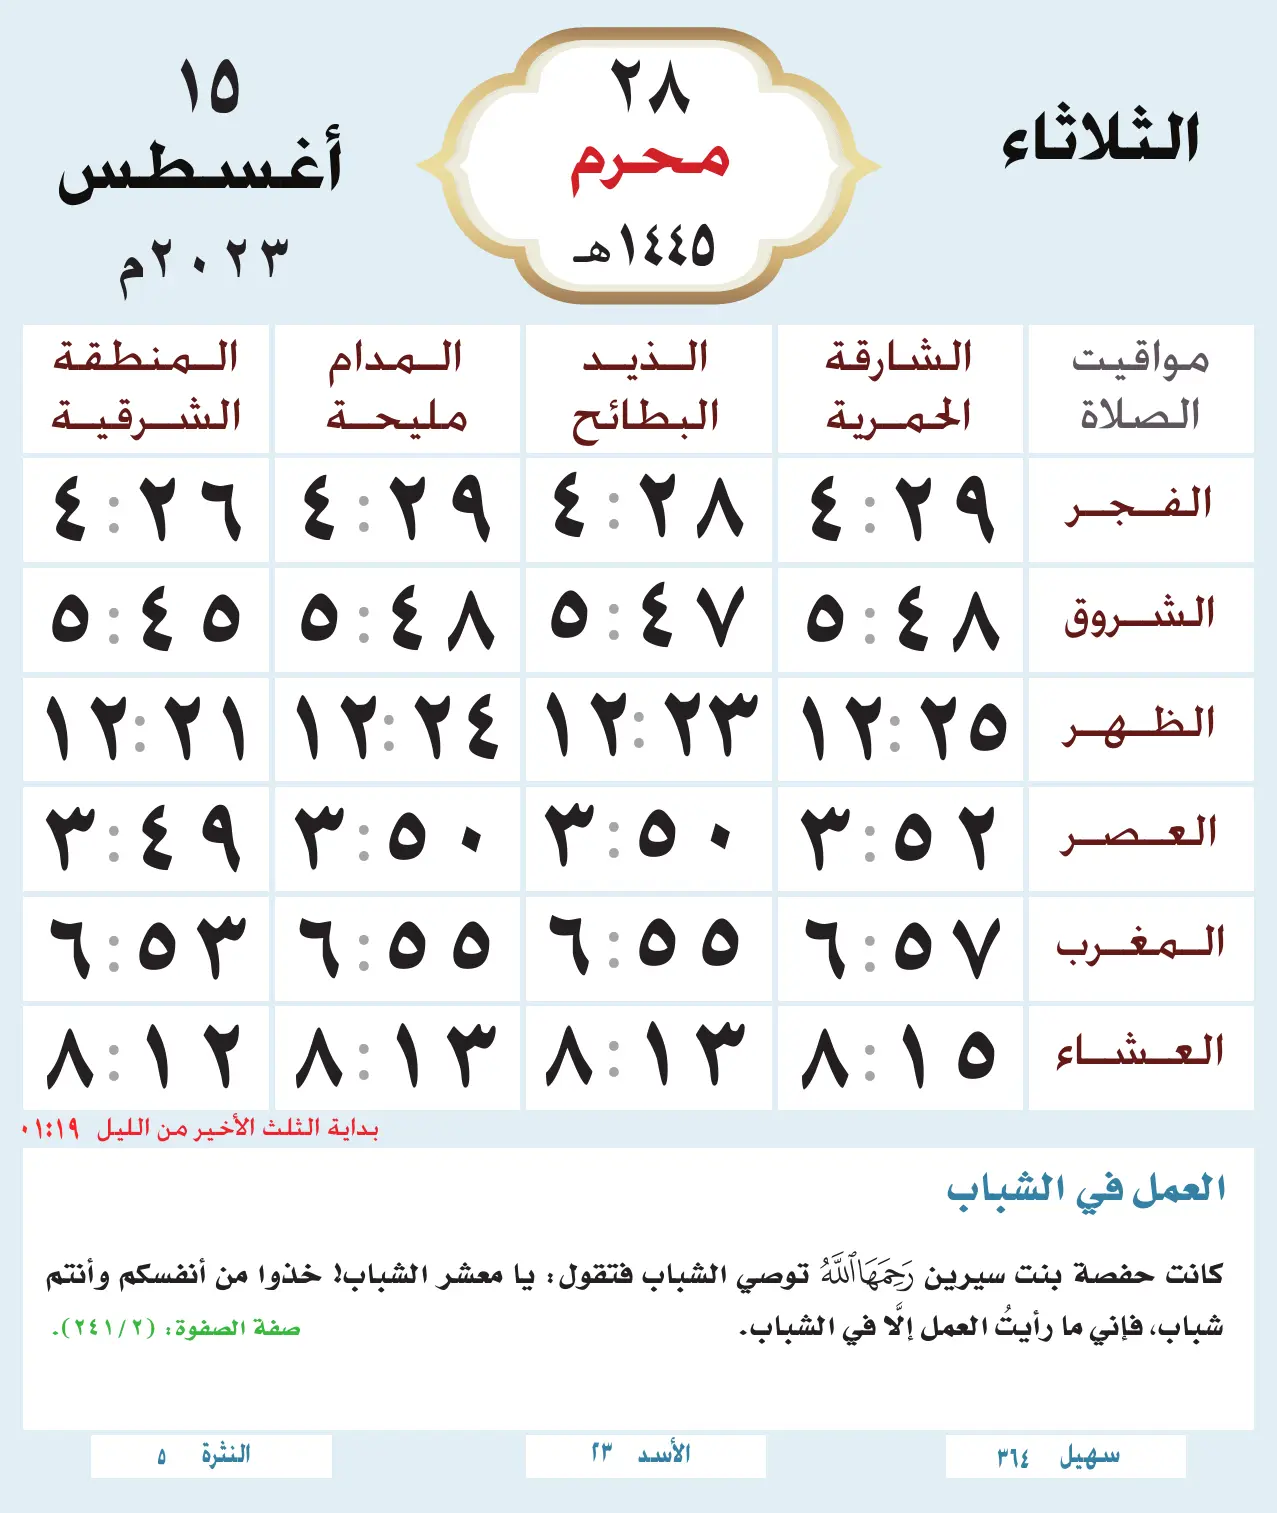 الثلاثاء
٢٨
محرم
١٤٤٥هـ
١٥
أغسطس
٢٠٢٣م
مواقيت الصلاة	الشارقة الحمرية	الذيد البطائح	المدام مليحة	المنطقة الشرقية
الفجر	٤:٢٩	٤:٢٨	٤:٢٩	٤:٢٦
الشروق	٥:٤٨	٥:٤٧	٥:٤٨	٥:٤٥
الظهر	١٢:٢٥	١٢:٢٣	١٢:٢٤	١٢:٢١
العصر	٣:٥٢	٣:٥٠	٣:٥٠	٣:٤٩
المغرب	٦:٥٧	٦:٥٥	٦:٥٥	٦:٥٣
العشاء	٨:١٥	٨:١٣	٨:١٣	٨:١٢
بداية الثلث الأخير من الليل ٠١:١٩
العمل في الشباب
كانت حفصة بنت سيرين رَحِمَهَا ٱللَّهُ توصي الشباب فتقول: يا معشر الشباب! خذوا من أنفسكم وأنتم
شباب، فإني ما رأيتُ العمل إلَّا في الشباب. صفة الصفوة: (٢٤١/٢).
سهيل ٣٦٤	الأسد ٢٣	النثرة ٥